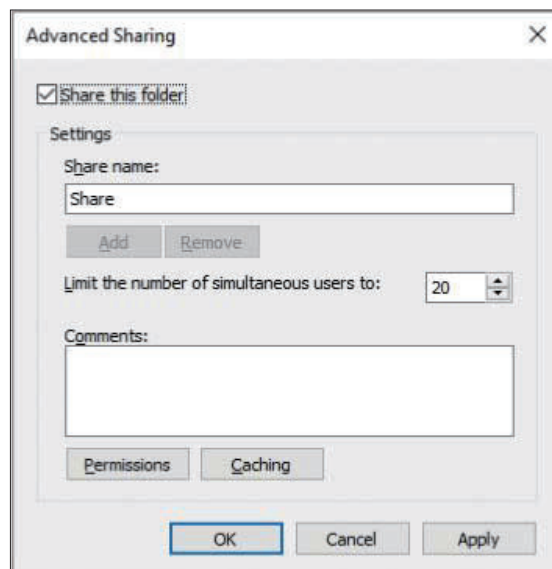 Advanced Sharing
Share this folder
Settings
Share name:
Share
Add Remove
Limit the number of simultaneous users to: 20
Comments:
Permissions Caching
OK Cancel Apply